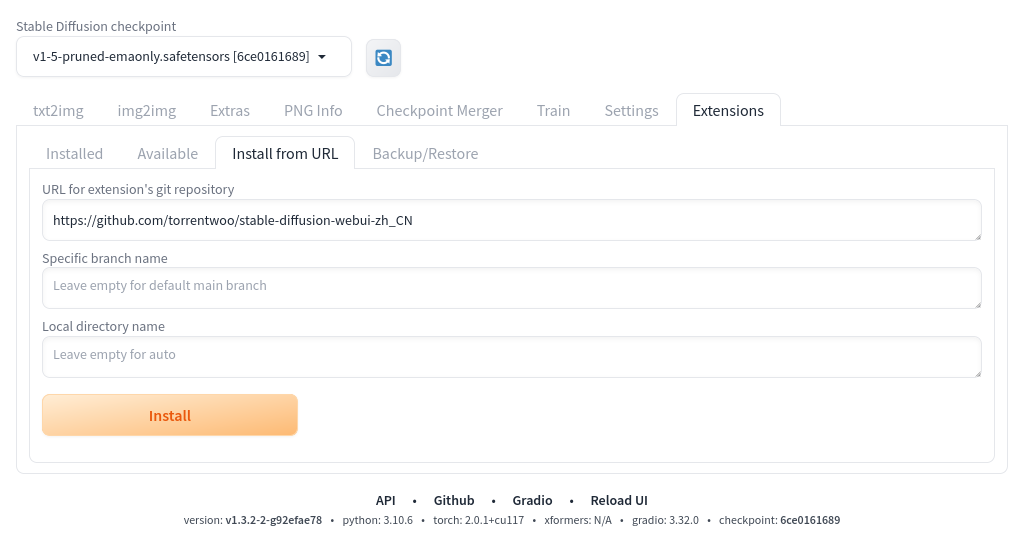 Stable Diffusion checkpoint
v1-5-pruned-emaonly.safetensors [6ce0161689]
txt2img img2img Extras PNG Info Checkpoint Merger Train Settings Extensions
Installed Available Install from URL Backup/Restore
URL for extension's git repository
https://github.com/torrentwoo/stable-diffusion-webui-zh_CN
Specific branch name
Leave empty for default main branch
Local directory name
Leave empty for auto
Install
API • Github • Gradio • Reload UI
version: v1.3.2-2-g92efae78 • python: 3.10.6 • torch: 2.0.1+cu117 • xformers: N/A • gradio: 3.32.0 • checkpoint: 6ce0161689